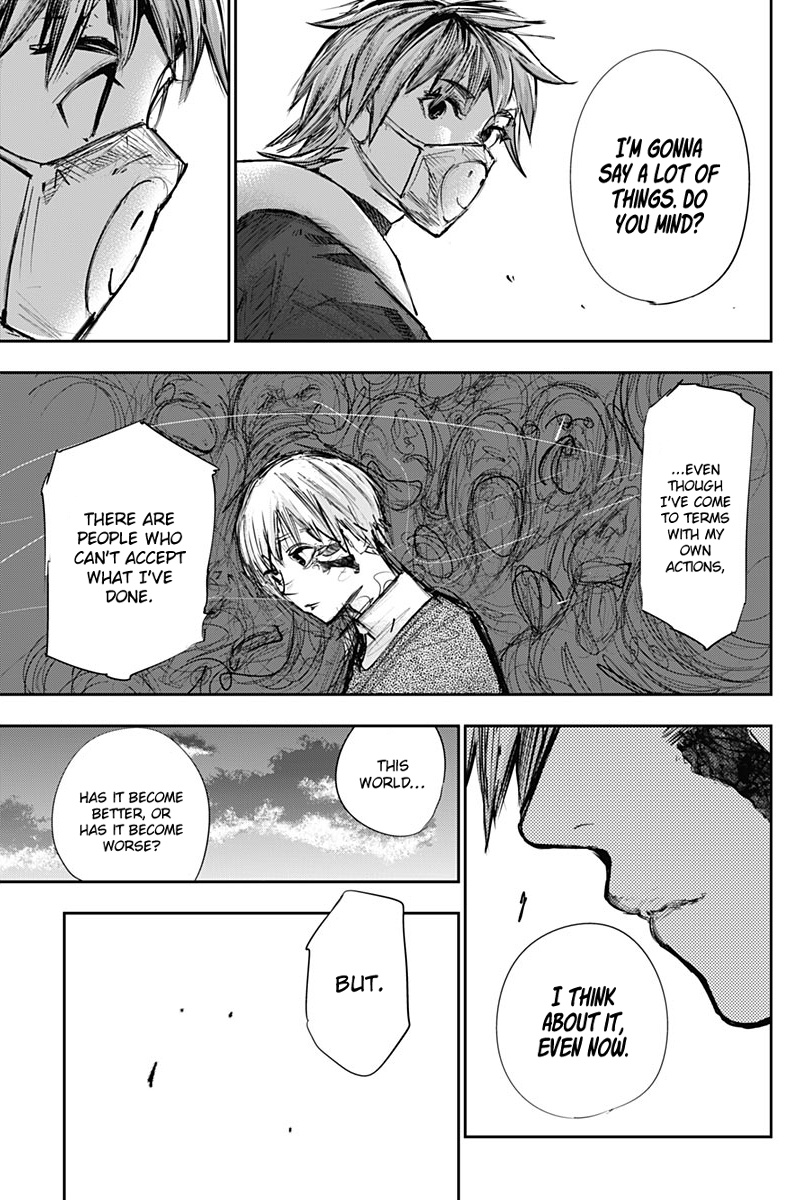 I'M GONNA
SAY A LOT OF
THINGS. DO
YOU MIND?
...EVEN
THOUGH
I'VE COME
TO TERMS
WITH MY
OWN
ACTIONS,
THERE ARE
PEOPLE WHO
CAN'T ACCEPT
WHAT I'VE
DONE.
I THINK
ABOUT IT,
EVEN NOW.
THIS
WORLD...
HAS IT BECOME
BETTER, OR
HAS IT BECOME
WORSE?
BUT.